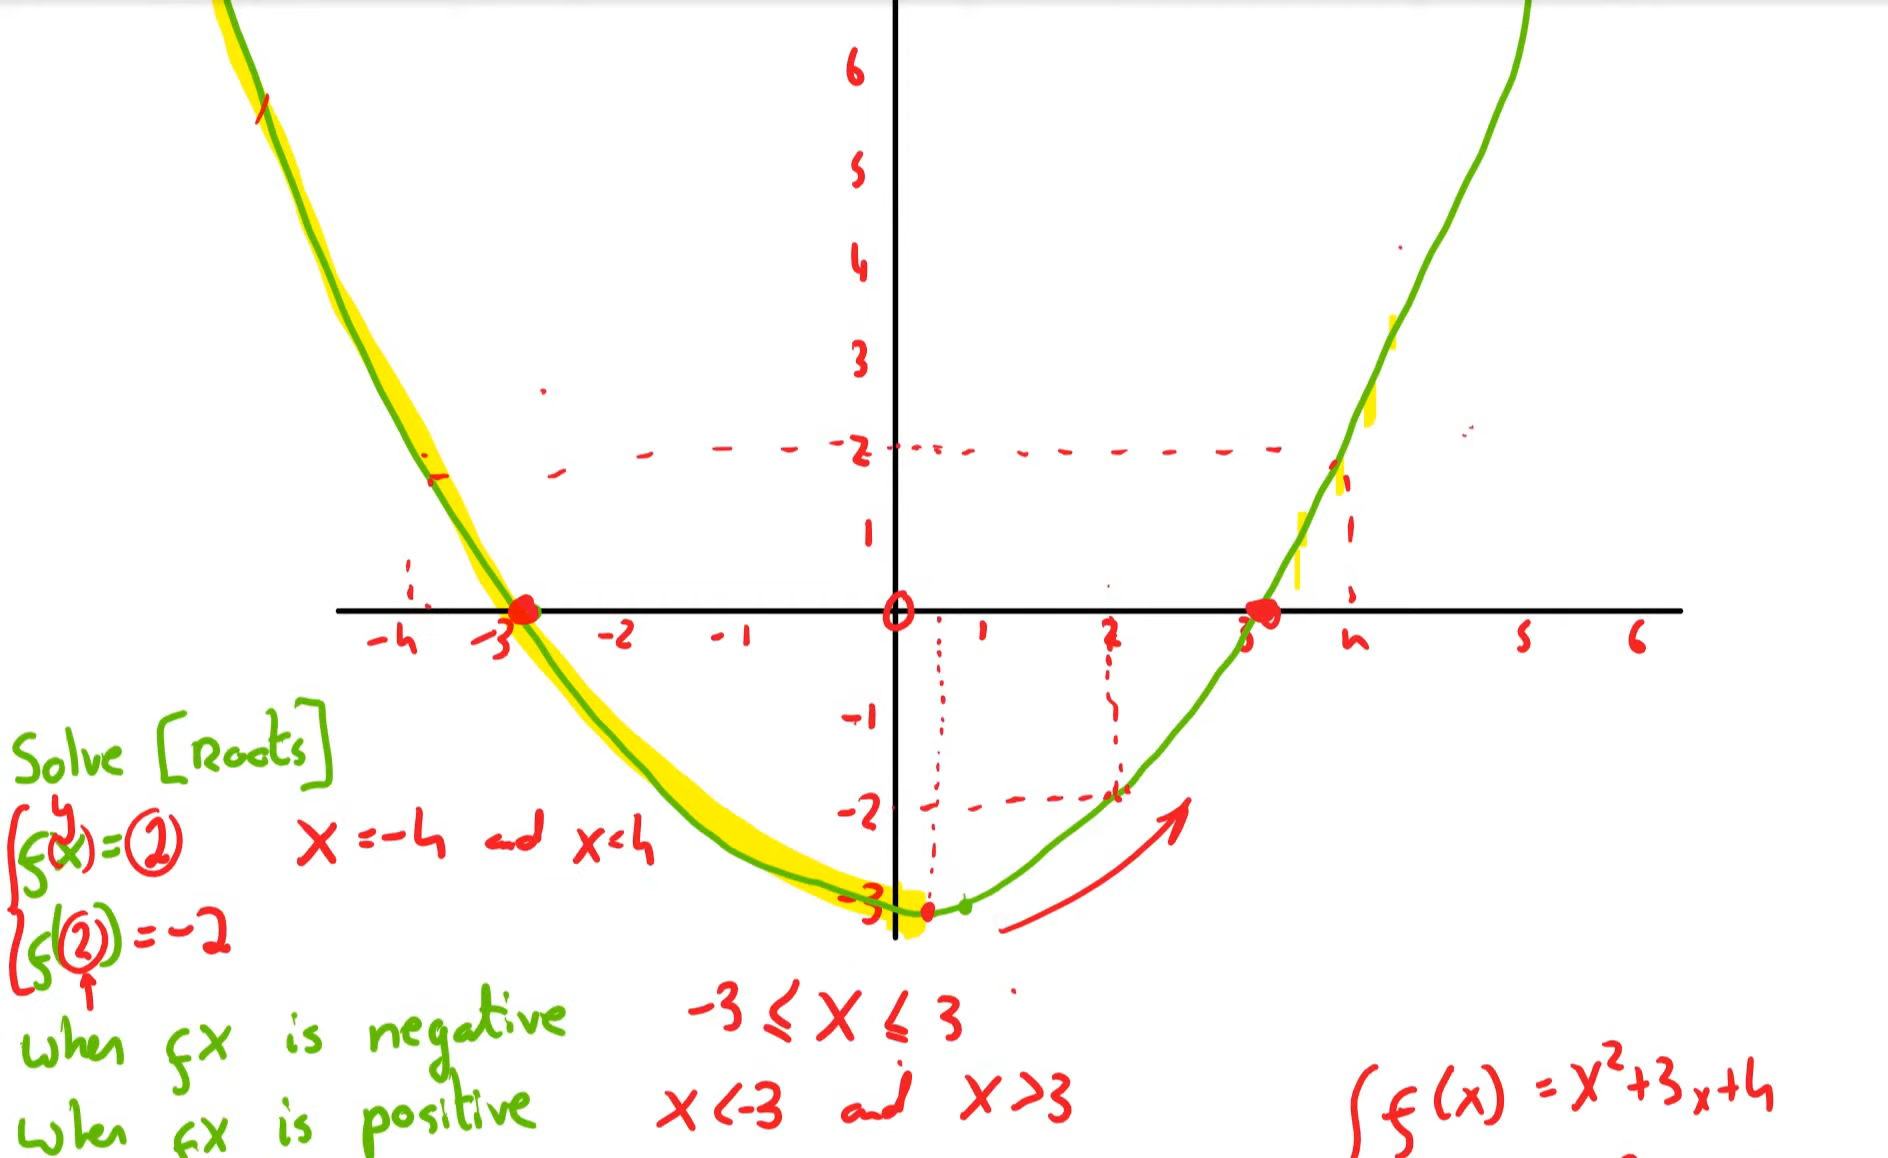 6
5
4
3
2
1
-4 -3 -2 -1 0 1 2 3 4 5 6
-1
-2
-3
Solve [Roots]
y
f(x)=2 x=-4 and x=4
f(2)=-2
when fx is negative -3≤x≤3
when fx is positive x<-3 and x>3
f(x)=x²+3x+4